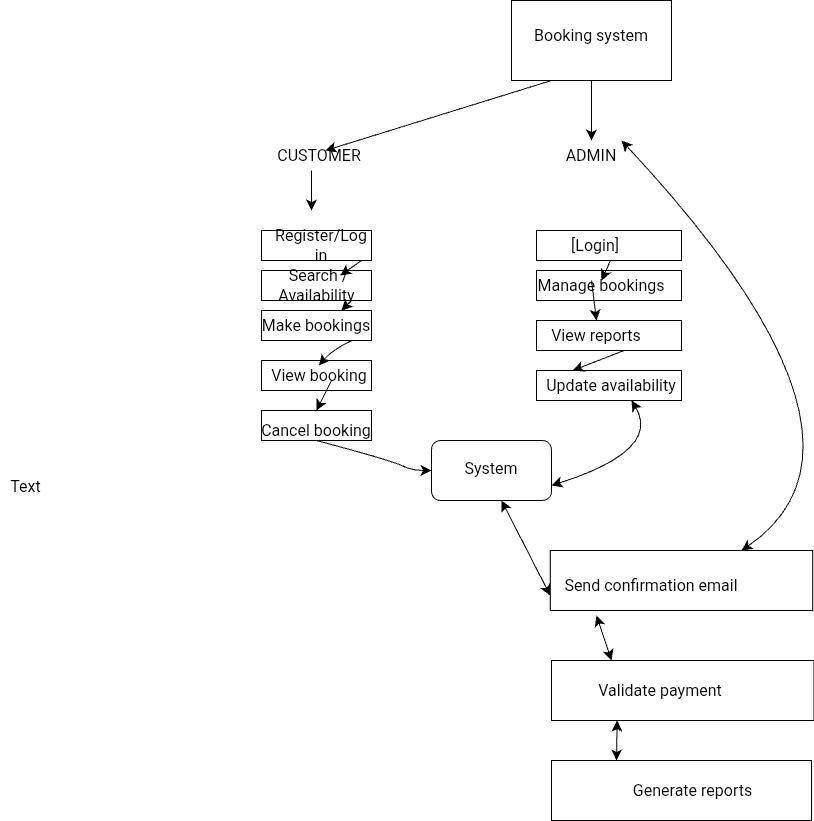 Booking system
CUSTOMER
ADMIN
Register/Log
in
Search
Availability
Make bookings
View booking
Cancel booking
[Login]
Manage bookings
View reports
Update availability
System
Text
Send confirmation email
Validate payment
Generate reports